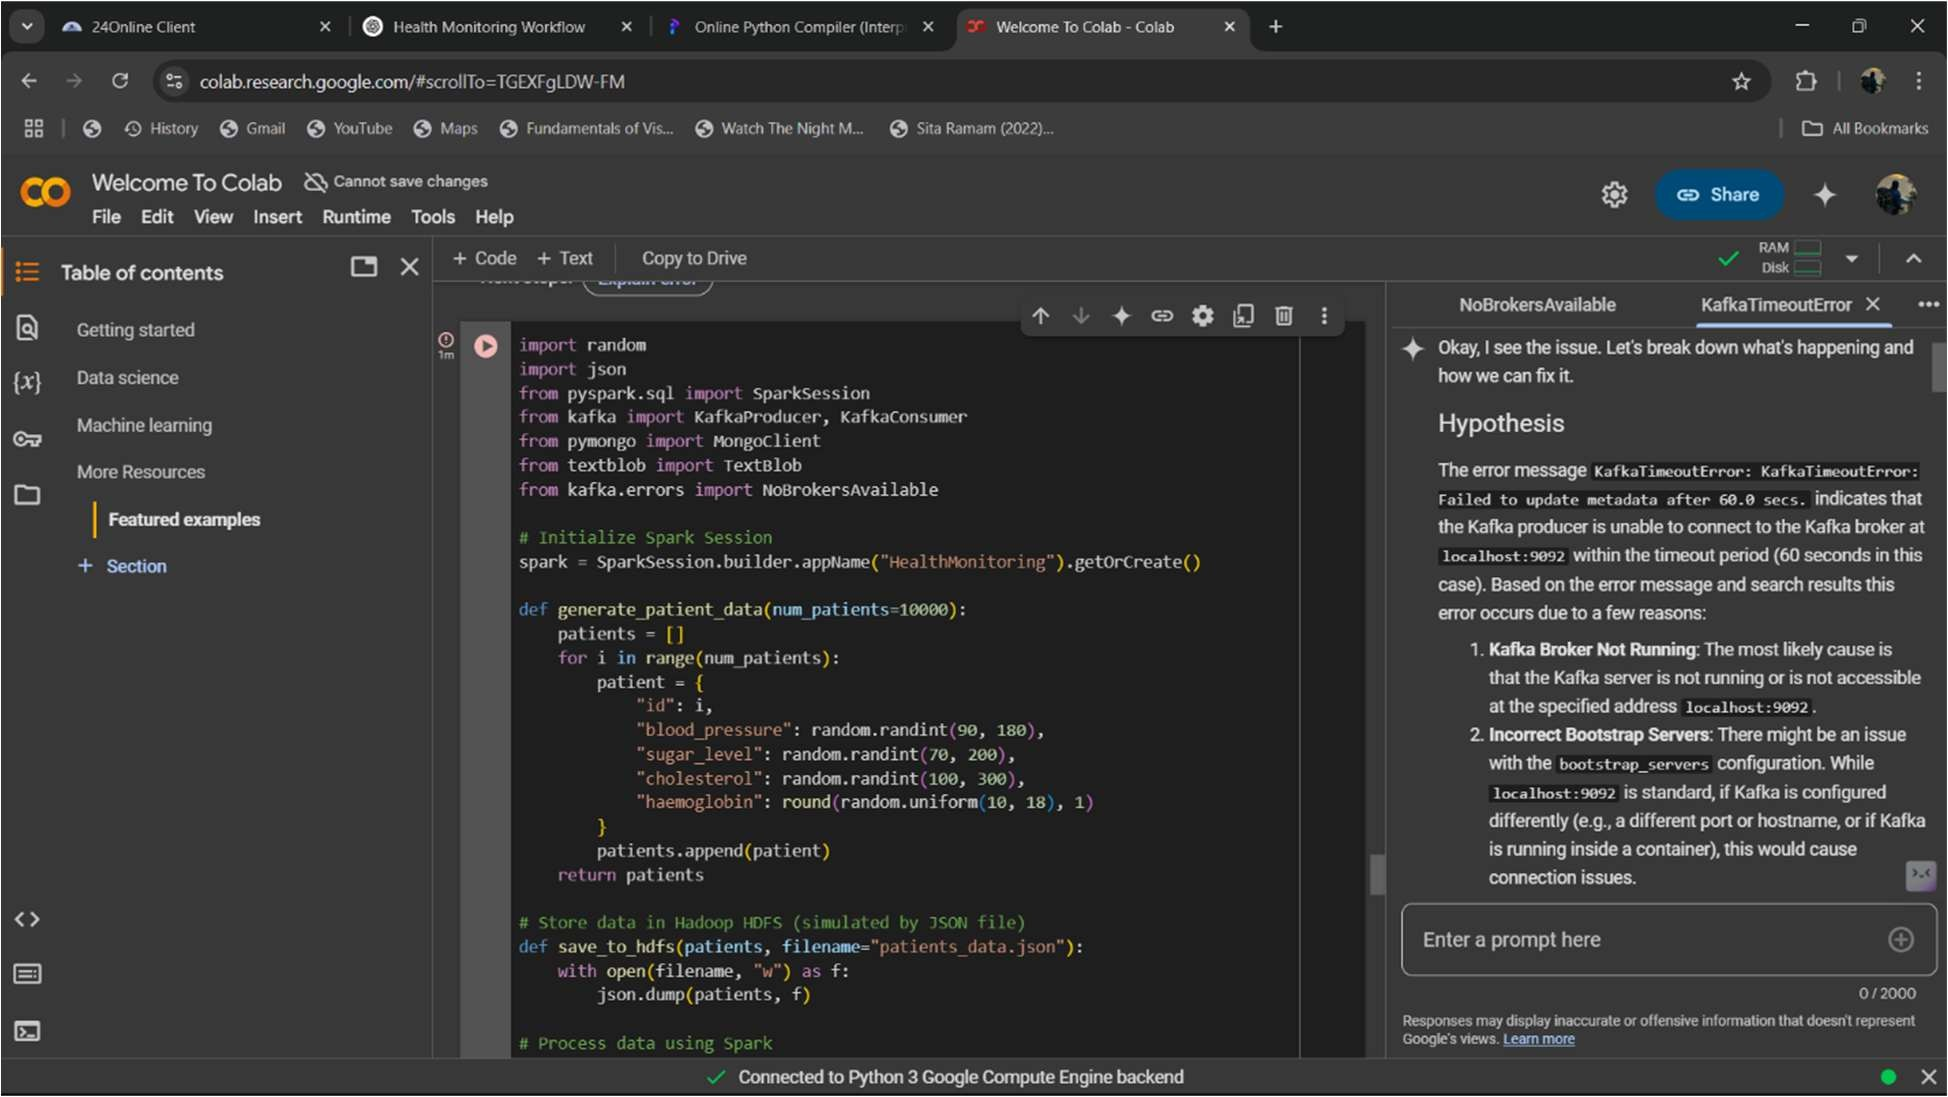 24Online Client
Health Monitoring Workflow
Online Python Compiler (Interp
Welcome To Colab - Colab
colab.research.google.com/#scrollTo=TGEXFgLDW-FM
History
Gmail
YouTube
Maps
Fundamentals of Vis...
Watch The Night M...
Sita Ramam (2022)...
All Bookmarks
Welcome To Colab
Cannot save changes
File Edit View Insert Runtime Tools Help
Share
Table of contents
Getting started
Data science
Machine learning
More Resources
Featured examples
+ Section
+ Code + Text Copy to Drive
RAM
Disk
Explain error
1m
import random
import json
from pyspark.sql import SparkSession
from kafka import KafkaProducer, KafkaConsumer
from pymongo import MongoClient
from textblob import TextBlob
from kafka.errors import NoBrokersAvailable
# Initialize Spark Session
spark = SparkSession.builder.appName("HealthMonitoring").getOrCreate()
def generate_patient_data(num_patients=10000):
patients = []
for i in range(num_patients):
patient = {
"id": i,
"blood_pressure": random.randint(90, 180),
"sugar_level": random.randint(70, 200),
"cholesterol": random.randint(100, 300),
"haemoglobin": round(random.uniform(10, 18), 1)
}
patients.append(patient)
return patients
# Store data in Hadoop HDFS (simulated by JSON file)
def save_to_hdfs(patients, filename="patients_data.json"):
with open(filename, "w") as f:
json.dump(patients, f)
# Process data using Spark
NoBrokersAvailable
KafkaTimeoutError
Okay, I see the issue. Let's break down what's happening and
how we can fix it.
Hypothesis
The error message KafkaTimeoutError: KafkaTimeoutError:
Failed to update metadata after 60.0 secs. indicates that
the Kafka producer is unable to connect to the Kafka broker at
localhost:9092 within the timeout period (60 seconds in this
case). Based on the error message and search results this
error occurs due to a few reasons:
1. Kafka Broker Not Running: The most likely cause is
that the Kafka server is not running or is not accessible
at the specified address localhost:9092.
2. Incorrect Bootstrap Servers: There might be an issue
with the bootstrap_servers configuration. While
localhost:9092 is standard, if Kafka is configured
differently (e.g., a different port or hostname, or if Kafka
is running inside a container), this would cause
connection issues.
Enter a prompt here
0 / 2000
Responses may display inaccurate or offensive information that doesn't represent
Google's views. Learn more
Connected to Python 3 Google Compute Engine backend